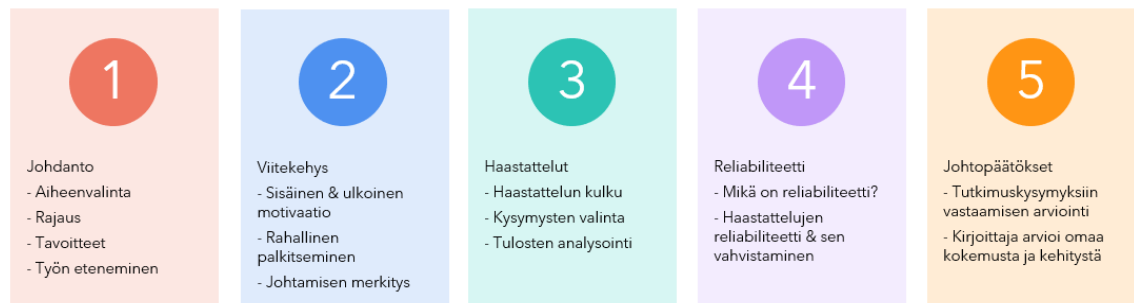 1
Johdanto
- Aiheenvalinta
- Rajaus
- Tavoitteet
- Työn eteneminen
2
Viitekehys
- Sisäinen & ulkoinen
motivaatio
- Rahallinen
palkitseminen
- Johtamisen merkitys
3
Haastattelut
- Haastattelun kulku
- Kysymysten valinta
- Tulosten analysointi
4
Reliabiliteetti
- Mikä on reliabiliteetti?
- Haastattelujen
reliabiliteetti & sen
vahvistaminen
5
Johtopäätökset
- Tutkimuskysymyksiin
vastaamisen arviointi
- Kirjoittaja arvioi omaa
kokemusta ja kehitystä